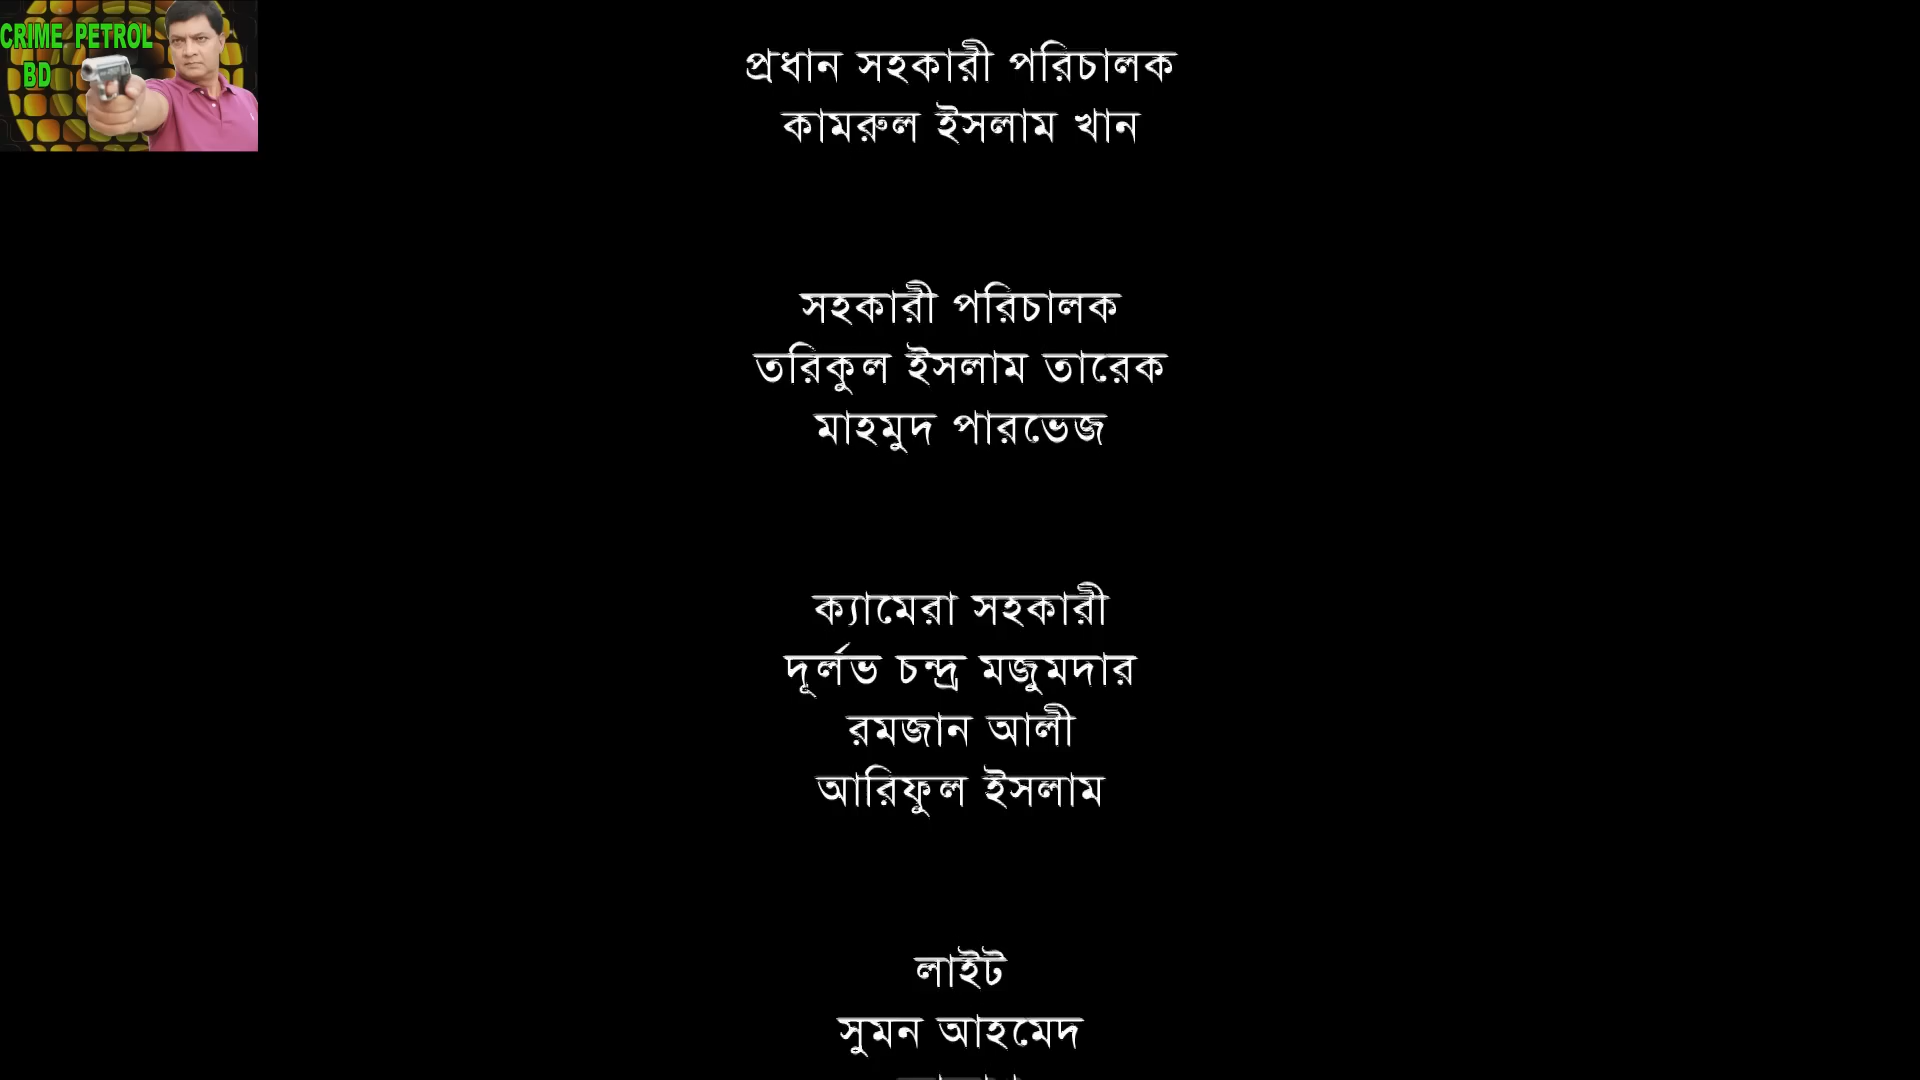 CRIME PETROL
BD
প্রধান সহকারী পরিচালক
কামরুল ইসলাম খান
সহকারী পরিচালক
তরিকুল ইসলাম তারেক
মাহমুদ পারভেজ
ক্যামেরা সহকারী
দূর্লভ চন্দ্র মজুমদার
রমজান আলী
আরিফুল ইসলাম
লাইট
সুমন আহমেদ